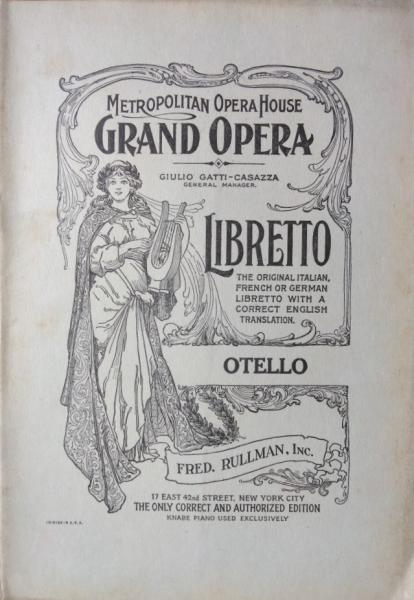 METROPOLITAN OPERA HOUSE
GRAND OPERA
GIULIO GATTI-CASAZZA
GENERAL MANAGER.
LIBRETTO
THE ORIGINAL ITALIAN,
FRENCH OR GERMAN
LIBRETTO WITH A
CORRECT ENGLISH
TRANSLATION.
OTELLO
FRED. RULLMAN, INC.
17 EAST 42ND STREET, NEW YORK CITY
THE ONLY CORRECT AND AUTHORIZED EDITION
KNABE PIANO USED EXCLUSIVELY
PRINTED IN U.S.A.